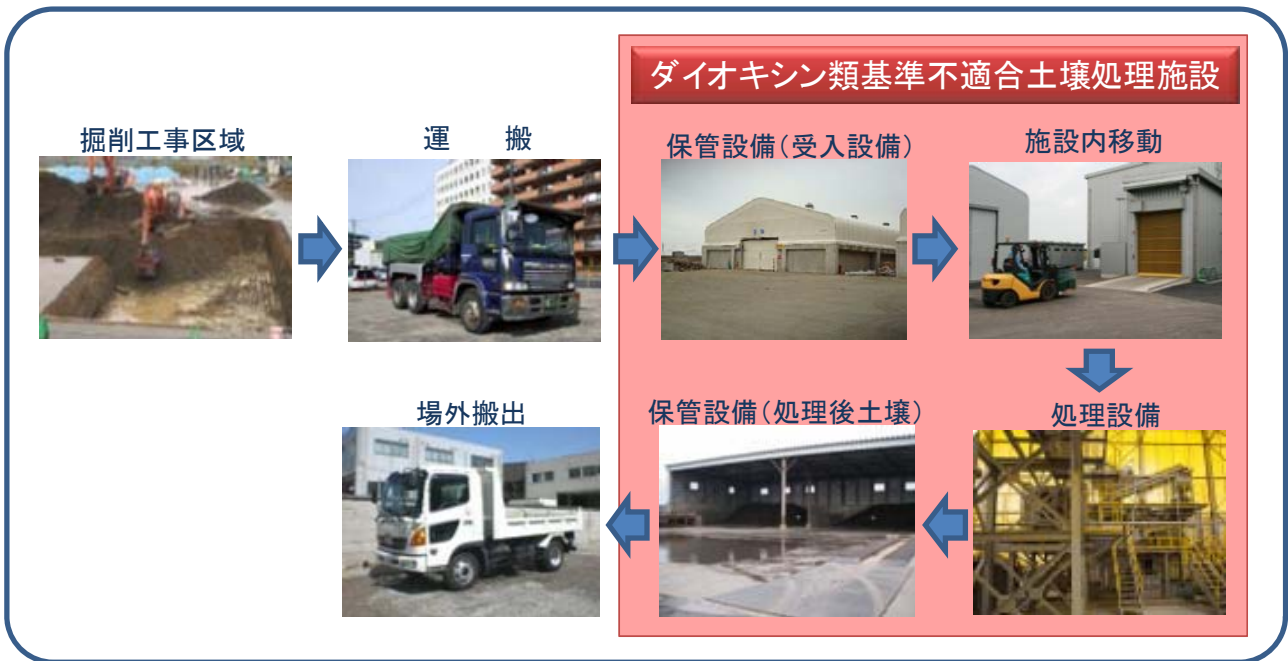 ダイオキシン類基準不適合土壌処理施設
掘削工事区域
運　　搬
保管設備（受入設備）
施設内移動
処理設備
保管設備（処理後土壌）
場外搬出